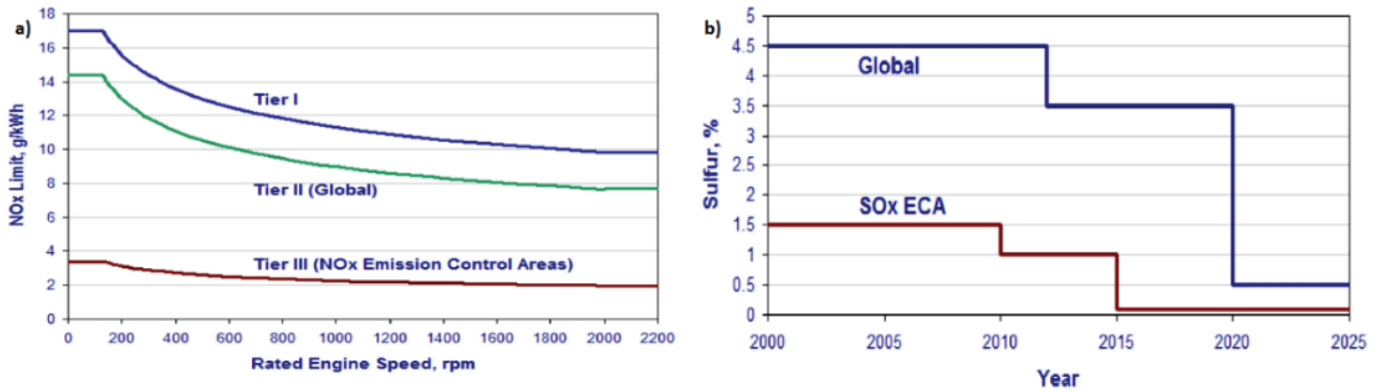 a)
18
16
14
12
10
8
6
4
2
0
NOx Limit, g/kWh
Tier I
Tier II (Global)
Tier III (NOx Emission Control Areas)
0 200 400 600 800 1000 1200 1400 1600 1800 2000 2200
Rated Engine Speed, rpm
b)
5
4.5
4
3.5
3
2.5
2
1.5
1
0.5
0
Sulfur, %
Global
SOx ECA
2000 2005 2010 2015 2020 2025
Year